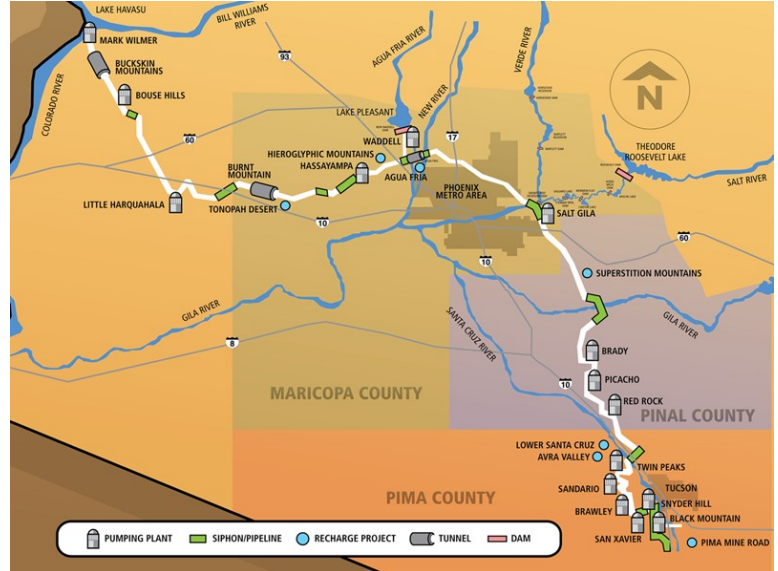 LAKE HAVASU
BILL WILLIAMS
RIVER
MARK WILMER
BUCKSKIN
MOUNTAINS
COLORADO RIVER
BOUSE HILLS
93
AGUA FRIA RIVER
NEW RIVER
VERDE RIVER
N
60
LAKE PLEASANT
17
WADDELL
HIEROGLYPHIC MOUNTAINS
HASSAYAMPA
THEODORE
ROOSEVELT LAKE
BURNT
MOUNTAIN
AGUA FRIA
PHOENIX
METRO AREA
SALT RIVER
LITTLE HARQUAHALA
TONOPAH DESERT
10
SALT GILA
60
10
SUPERSTITION MOUNTAINS
GILA RIVER
SANTA CRUZ RIVER
GILA RIVER
8
BRADY
10
PICACHO
MARICOPA COUNTY
RED ROCK
PINAL COUNTY
LOWER SANTA CRUZ
AVRA VALLEY
TWIN PEAKS
PIMA COUNTY
SANDARIO
TUCSON
SNYDER HILL
BRAWLEY
BLACK MOUNTAIN
SAN XAVIER
PIMA MINE ROAD
PUMPING PLANT
SIPHON/PIPELINE
RECHARGE PROJECT
TUNNEL
DAM